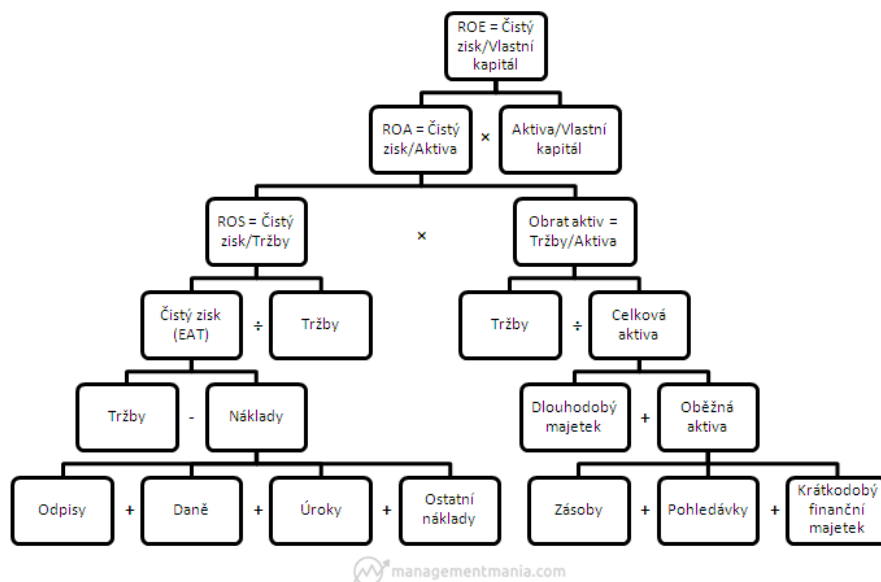 ROE = Čistý
zisk/Vlastní
kapitál
ROA = Čistý
zisk/Aktiva
×
Aktiva/Vlastní
kapitál
ROS = Čistý
zisk/Tržby
×
Obrat aktiv =
Tržby/Aktiva
Čistý zisk
(EAT)
÷
Tržby
Tržby
÷
Celková
aktiva
Tržby
-
Náklady
Dlouhodobý
majetek
+
Oběžná
aktiva
Odpisy
+
Daně
+
Úroky
+
Ostatní
náklady
Zásoby
+
Pohledávky
+
Krátkodobý
finanční
majetek
managementmania.com